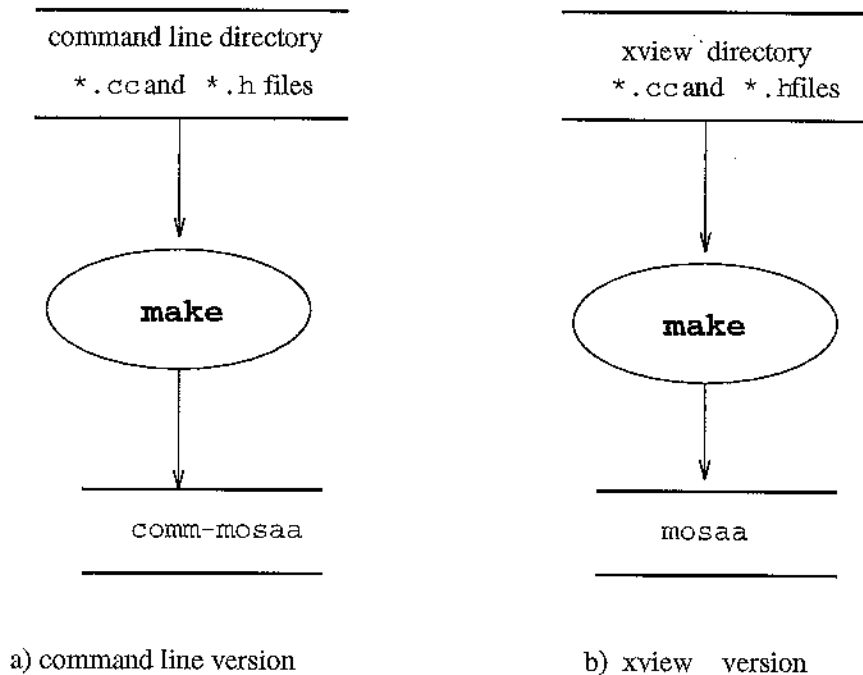 command line directory
*.cc and *.h files
make
comm-mosaa
a) command line version
xview directory
*.cc and *.h files
make
mosaa
b) xview version